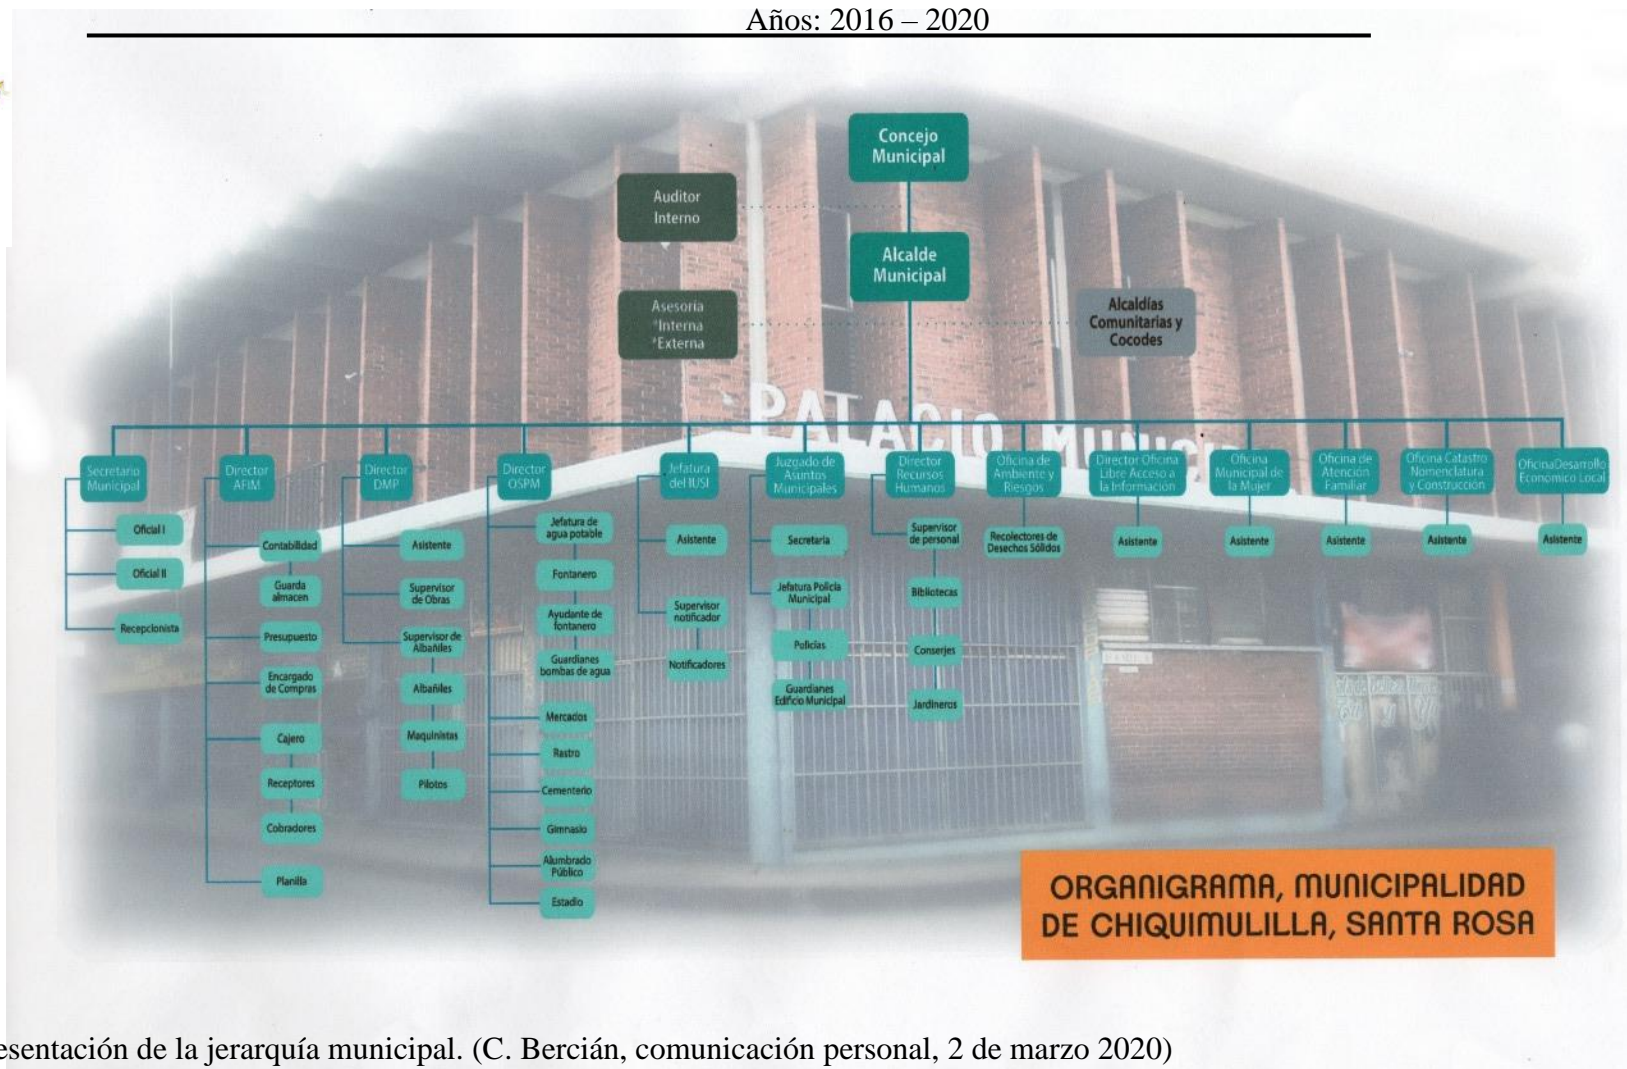 Años: 2016 – 2020
Concejo
Municipal
Auditor
Interno
Alcalde
Municipal
Asesoría
*Interna
*Externa
Alcaldías
Comunitarias y
Cocodes
PALACIO MUNICI
Secretario
Municipal
Oficial I
Oficial II
Recepcionista
Director
AFIM
Contabilidad
Guarda
almacen
Presupuesto
Encargado
de Compras
Cajero
Receptores
Cobradores
Planilla
Director
DMP
Asistente
Supervisor
de Obras
Supervisor de
Albañiles
Albañiles
Maquinistas
Pilotos
Director
OSPM
Jefatura de
agua potable
Fontanero
Ayudante de
fontanero
Guardianes
bombas de agua
Mercados
Rastro
Cementerio
Gimnasio
Alumbrado
Público
Estadio
Jefatura
del IUSI
Asistente
Supervisor
notificador
Notificadores
Juzgado de
Asuntos
Municipales
Secretaria
Jefatura Policía
Municipal
Policías
Guardianes
Edificio Municipal
Director
Recursos
Humanos
Supervisor
de personal
Bibliotecas
Conserjes
Jardineros
Oficina de
Ambiente y
Riesgos
Recolectores de
Desechos Sólidos
Director Oficina
Libre Acceso a
la Información
Asistente
Oficina
Municipal de
la Mujer
Asistente
Oficina de
Atención
Familiar
Asistente
Oficina Catastro
Nomenclatura
y Construcción
Asistente
Oficina Desarrollo
Económico Local
Asistente
ORGANIGRAMA, MUNICIPALIDAD
DE CHIQUIMULILLA, SANTA ROSA
esentación de la jerarquía municipal. (C. Bercián, comunicación personal, 2 de marzo 2020)